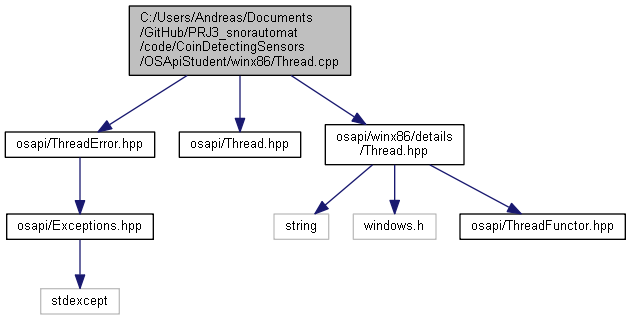 C:/Users/Andreas/Documents
/GitHub/PRJ3_snorautomat
/code/CoinDetectingSensors
/OSApiStudent/winx86/Thread.cpp
osapi/ThreadError.hpp
osapi/Thread.hpp
osapi/winx86/details
/Thread.hpp
osapi/Exceptions.hpp
string
windows.h
osapi/ThreadFunctor.hpp
stdexcept